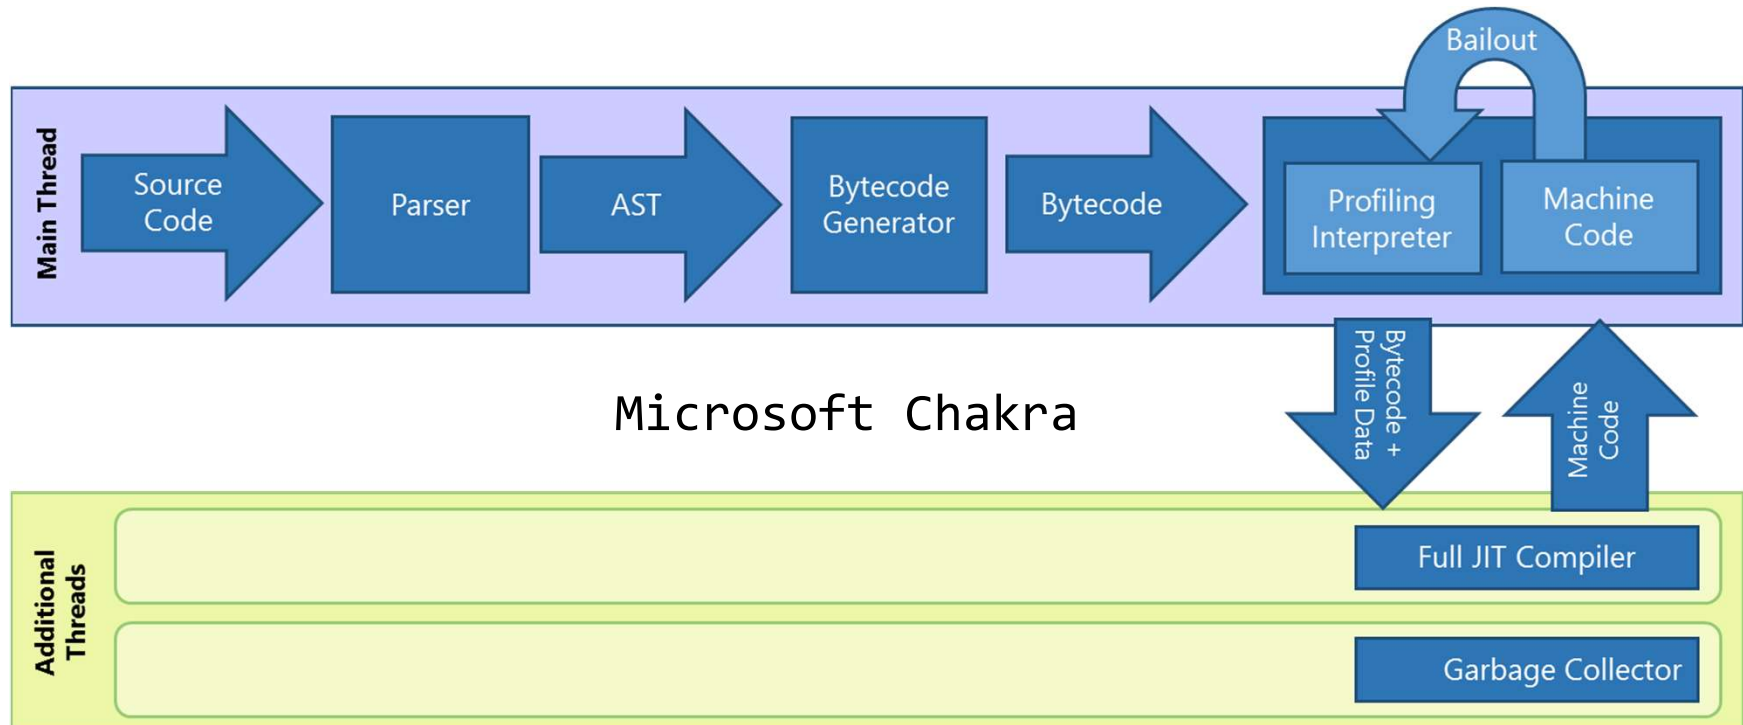 Bailout
Main Thread
Source
Code
Parser
AST
Bytecode
Generator
Bytecode
Profiling
Interpreter
Machine
Code
Bytecode +
Profile Data
Machine
Code
Microsoft Chakra
Additional
Threads
Full JIT Compiler
Garbage Collector